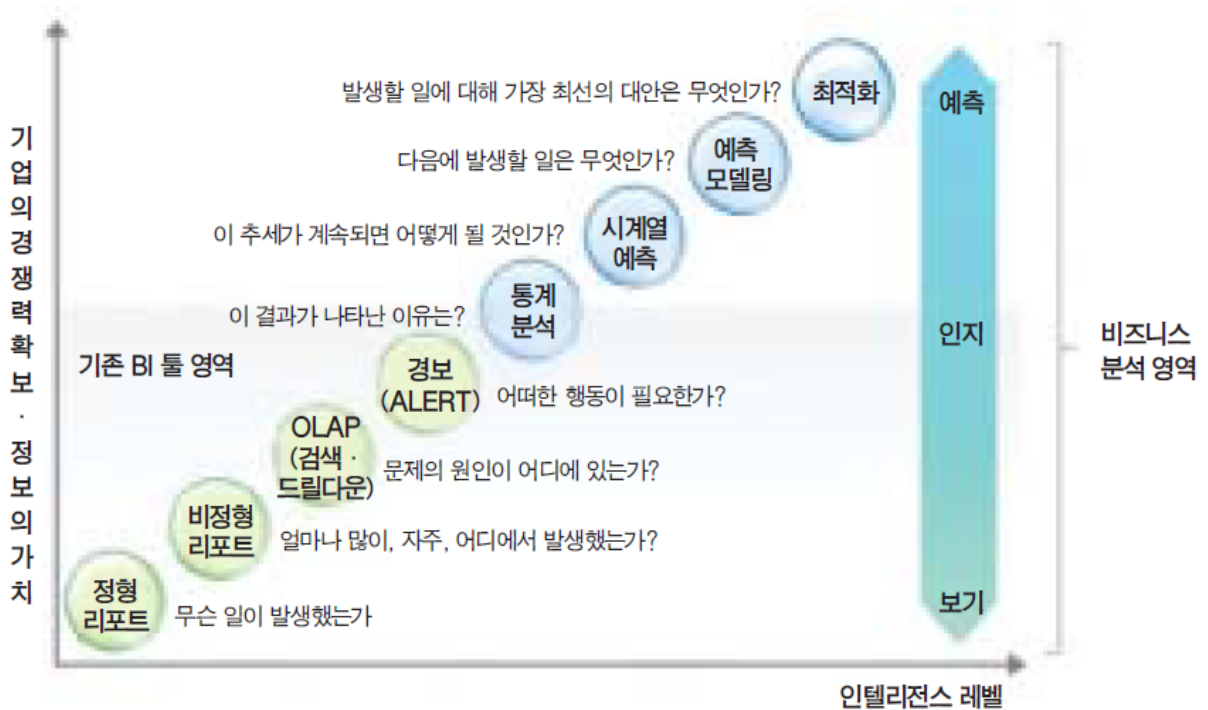 기업의경쟁력확보·정보의가치
발생할 일에 대해 가장 최선의 대안은 무엇인가?
최적화
다음에 발생할 일은 무엇인가?
예측
모델링
이 추세가 계속되면 어떻게 될 것인가?
시계열
예측
이 결과가 나타난 이유는?
통계
분석
기존 BI 툴 영역
경보
(ALERT)
어떠한 행동이 필요한가?
OLAP
(검색·
드릴다운)
문제의 원인이 어디에 있는가?
비정형
리포트
얼마나 많이, 자주, 어디에서 발생했는가?
정형
리포트
무슨 일이 발생했는가
예측
인지
보기
비즈니스
분석 영역
인텔리전스 레벨